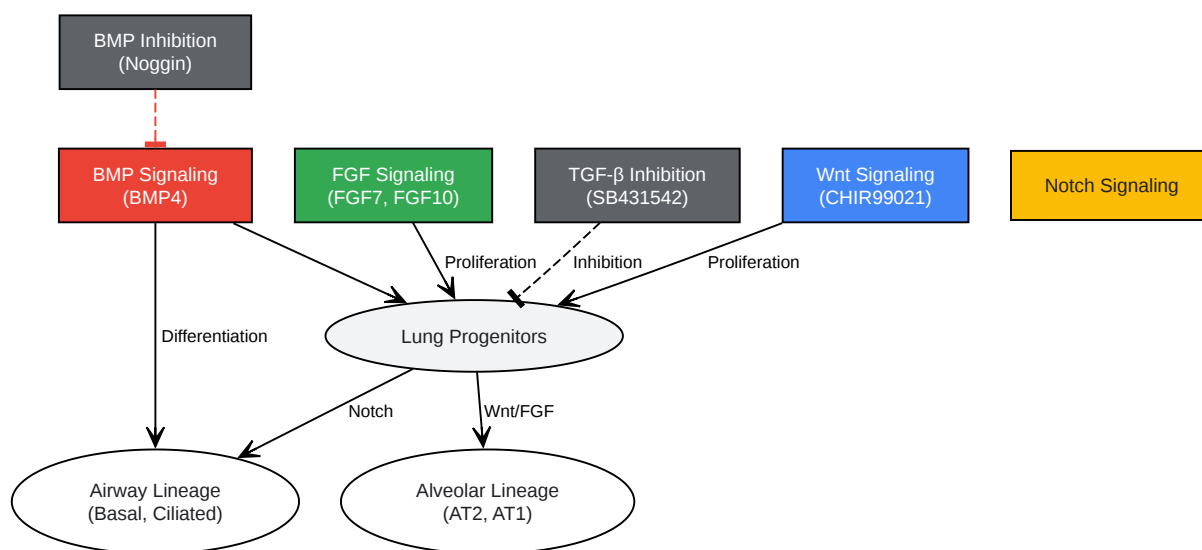 BMP Inhibition
(Noggin)
BMP Signaling
(BMP4)
FGF Signaling
(FGF7, FGF10)
TGF-β Inhibition
(SB431542)
Wnt Signaling
(CHIR99021)
Notch Signaling
Proliferation
Inhibition
Proliferation
Differentiation
Lung Progenitors
Notch
Wnt/FGF
Airway Lineage
(Basal, Ciliated)
Alveolar Lineage
(AT2, AT1)